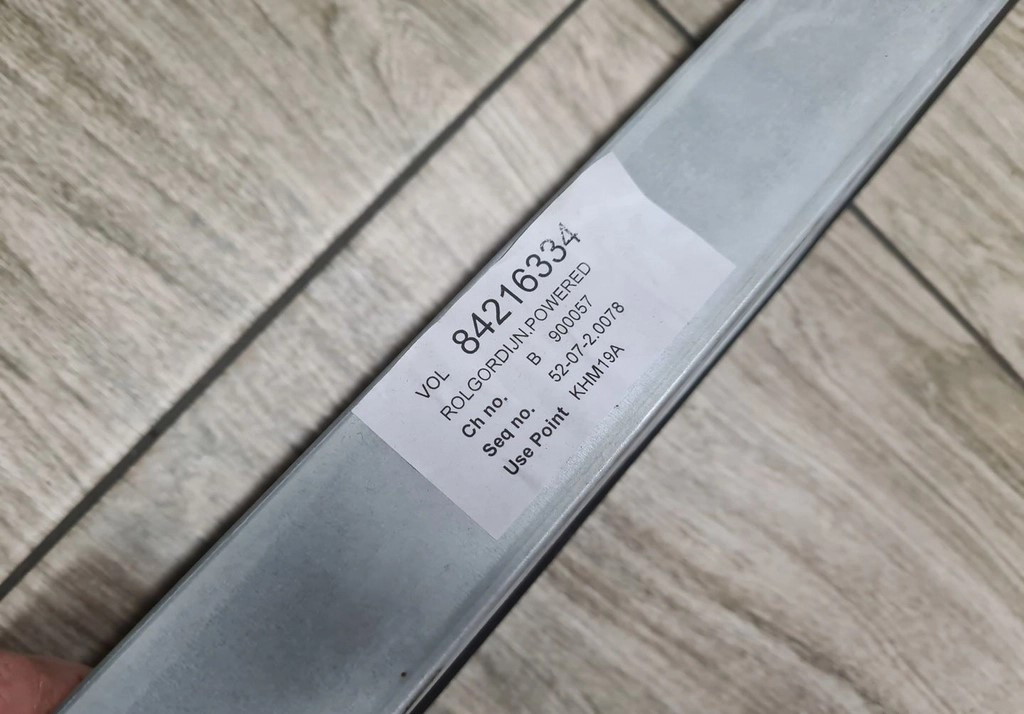 VOL 84216334
ROLGORDIJN,POWERED
Ch no. B 900057
Seq no. 52-07-2.0078
Use Point KHM19A